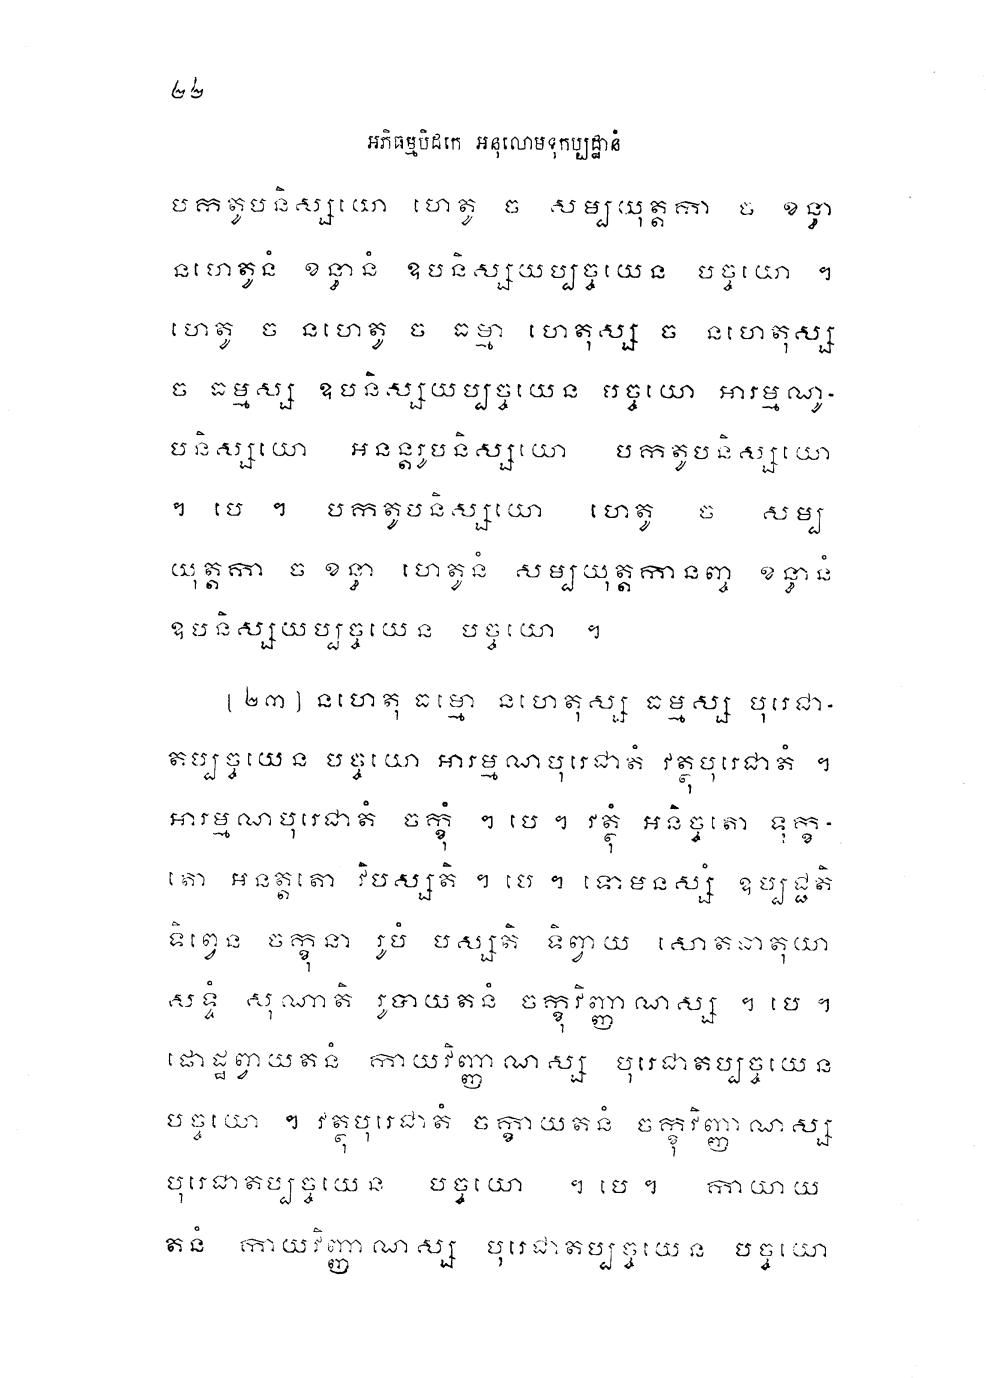 ២២
អភិធម្មបិដកេ អនុលោមទុកប្បដ្ឋានំ
បកតូបនិស្សយោ ហេតូ ច សម្បយុត្តកា ច ខន្ធា
នហេតូនំ ខន្ធានំ ឧបនិស្សយប្បច្ចយេន បច្ចយោ ។
ហេតូ ច នហេតូ ច ធម្មា ហេតុស្ស ច នហេតុស្ស
ច ធម្មស្ស ឧបនិស្សយប្បច្ចយេន បច្ចយោ អារម្មណូ-
បនិស្សយោ អនន្តរូបនិស្សយោ បកតូបនិស្សយោ
។ បេ ។ បកតូបនិស្សយោ ហេតូ ច សម្ប
យុត្តកា ច ខន្ធា ហេតូនំ សម្បយុត្តកានញ្ច ខន្ធានំ
ឧបនិស្សយប្បច្ចយេន បច្ចយោ ។
[២៣] នហេតុ ធម្មោ នហេតុស្ស ធម្មស្ស បុរេជា-
តប្បច្ចយេន បច្ចយោ អារម្មណបុរេជាតំ វត្ថុបុរេជាតំ ។
អារម្មណបុរេជាតំ ចក្ខុំ ។ បេ ។ វត្ថុំ អនិច្ចតោ ទុក្ខ-
តោ អនត្តតោ វិបស្សតិ ។ បេ ។ ទោមនស្សំ ឧប្បជ្ជតិ
ទិព្វេន ចក្ខុនា រូបំ បស្សតិ ទិព្វាយ សោតធាតុយា
សទ្ទំ សុណាតិ រូបាយតនំ ចក្ខុវិញ្ញាណស្ស ។ បេ ។
ផោដ្ឋព្វាយតនំ កាយវិញ្ញាណស្ស បុរេជាតប្បច្ចយេន
បច្ចយោ ។ វត្ថុបុរេជាតំ ចក្ខាយតនំ ចក្ខុវិញ្ញាណស្ស
បុរេជាតប្បច្ចយេន បច្ចយោ ។ បេ ។ កាយាយ
តនំ កាយវិញ្ញាណស្ស បុរេជាតប្បច្ចយេន បច្ចយោ